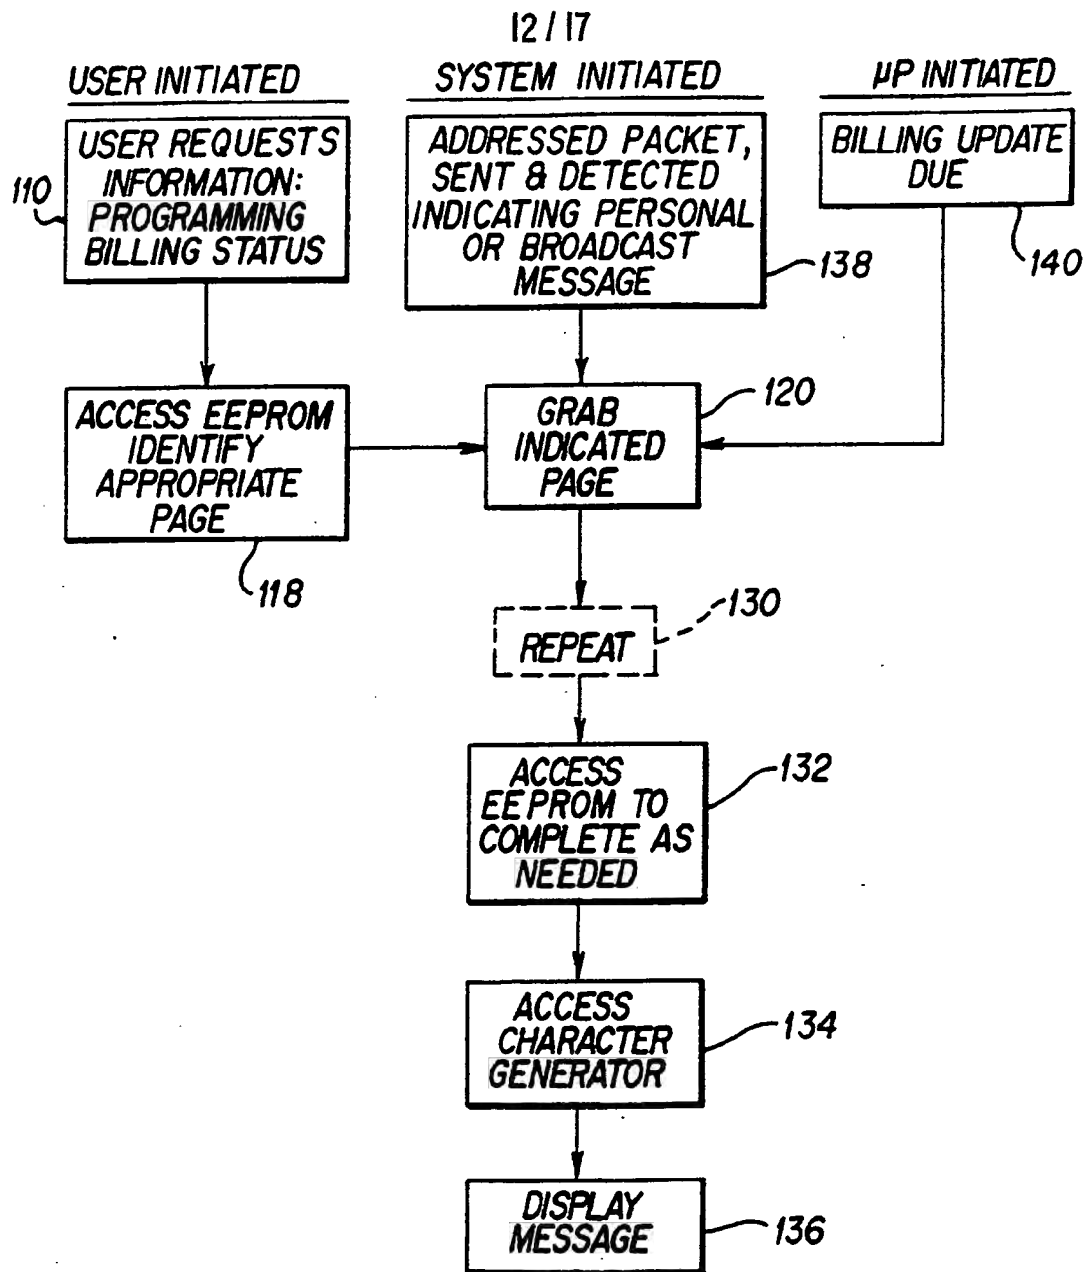 12/17
USER INITIATED
SYSTEM INITIATED
µP INITIATED
110
USER REQUESTS
INFORMATION:
PROGRAMMING
BILLING STATUS
ADDRESSED PACKET,
SENT & DETECTED
INDICATING PERSONAL
OR BROADCAST
MESSAGE
138
BILLING UPDATE
DUE
140
ACCESS EEPROM
IDENTIFY
APPROPRIATE
PAGE
118
GRAB
INDICATED
PAGE
120
REPEAT
130
ACCESS
EEPROM TO
COMPLETE AS
NEEDED
132
ACCESS
CHARACTER
GENERATOR
134
DISPLAY
MESSAGE
136